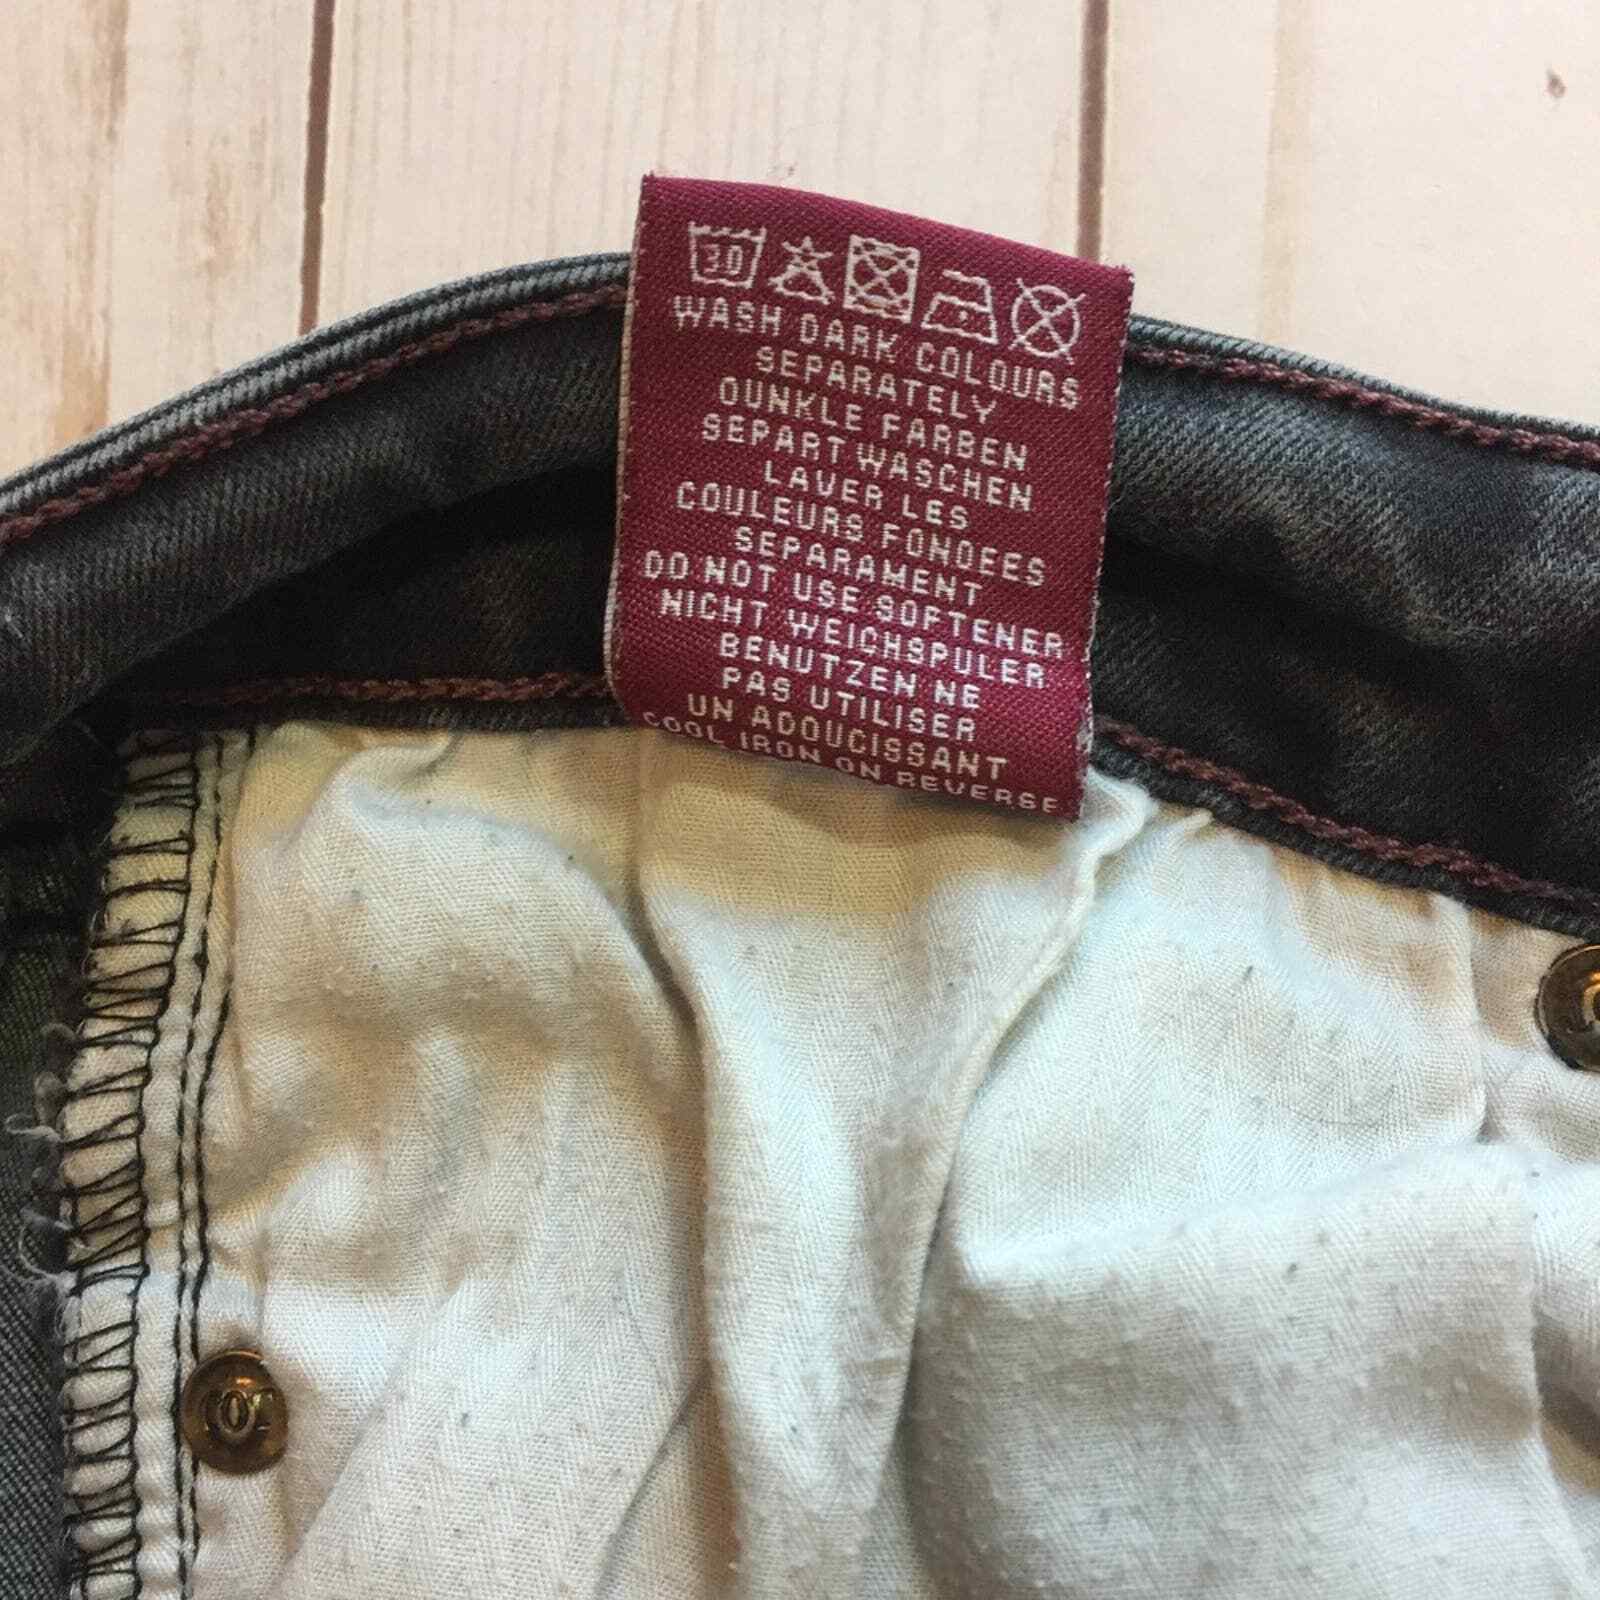 30
WASH DARK COLOURS
SEPARATELY
DUNKLE FARBEN
SEPART WASCHEN
LAVER LES
COULEURS FONDEES
SEPARAMENT
DO NOT USE SOFTENER
NICHT WEICHSPULER
BENUTZEN NE
PAS UTILISER
UN ADOUCISSANT
COOL IRON ON REVERSE